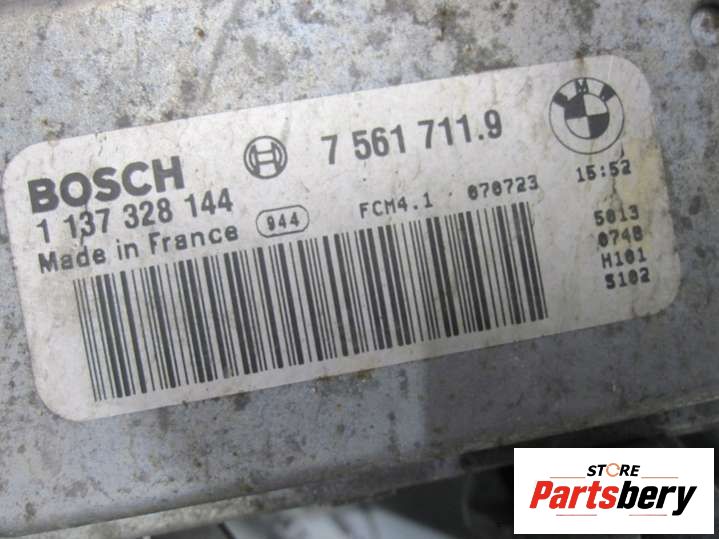 BOSCH 7 561 711.9 BMW
1 137 328 144 944 FCM4.1 070723 15:52
Made in France 5013
0748
H101
S102
STORE
Partsbery